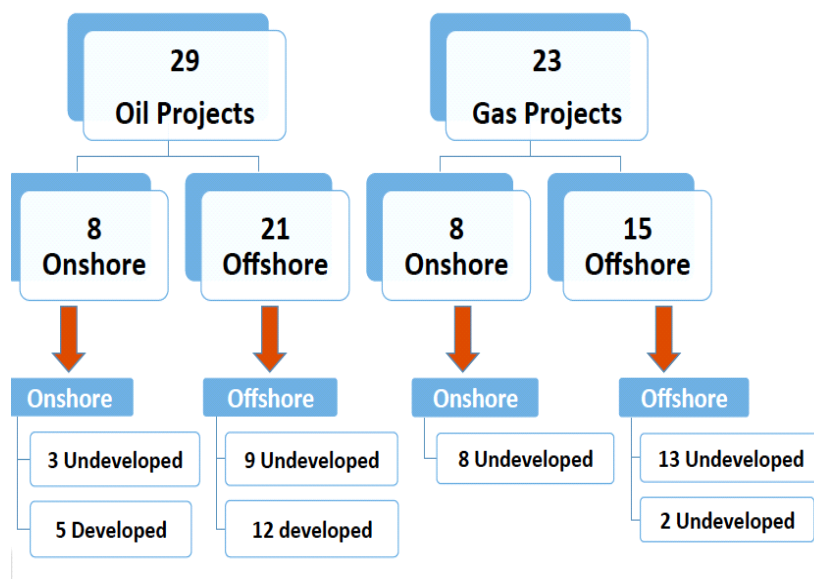 29
Oil Projects
23
Gas Projects
8
Onshore
21
Offshore
8
Onshore
15
Offshore
Onshore
3 Undeveloped
5 Developed
Offshore
9 Undeveloped
12 developed
Onshore
8 Undeveloped
Offshore
13 Undeveloped
2 Undeveloped